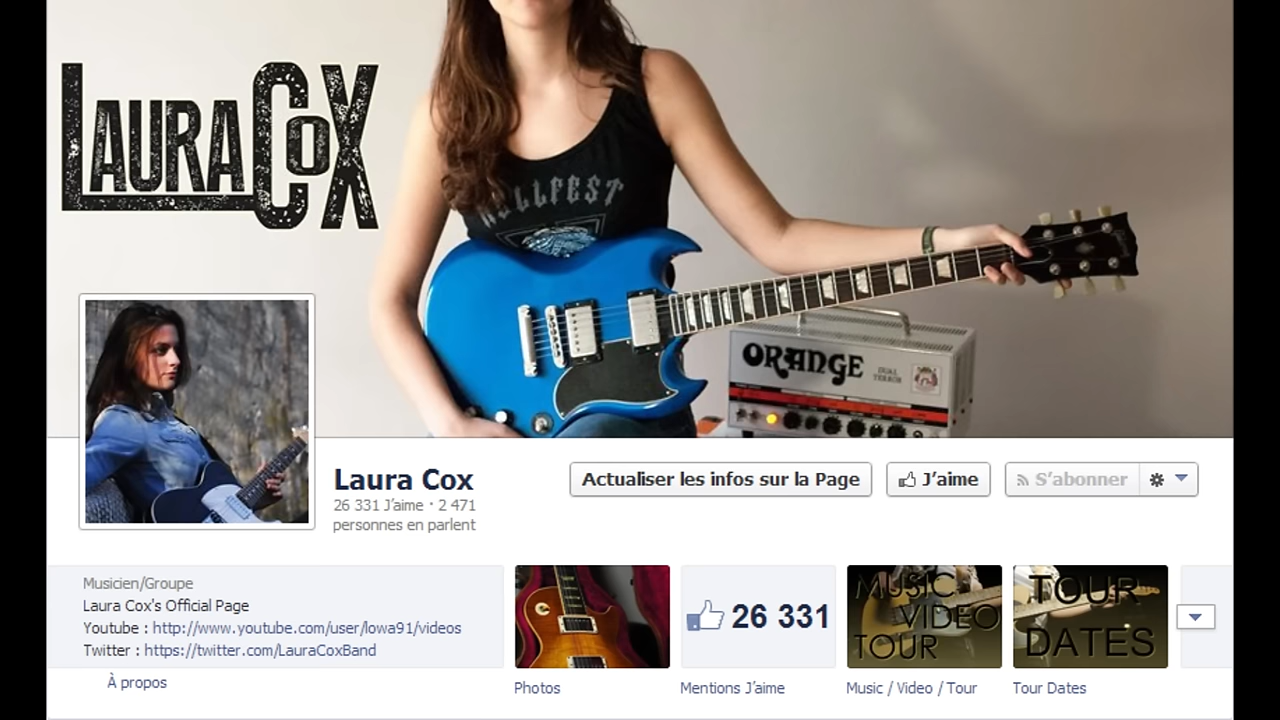 LAURA COX
HELLFEST
ORANGE
DUAL
TERROR
Laura Cox
26 331 J’aime · 2 471
personnes en parlent
Actualiser les infos sur la Page
J’aime
S’abonner
Musicien/Groupe
Laura Cox's Official Page
Youtube : http://www.youtube.com/user/lowa91/videos
Twitter : https://twitter.com/LauraCoxBand
À propos
26 331
MUSIC
VIDEO
TOUR
TOUR
DATES
Photos
Mentions J’aime
Music / Video / Tour
Tour Dates